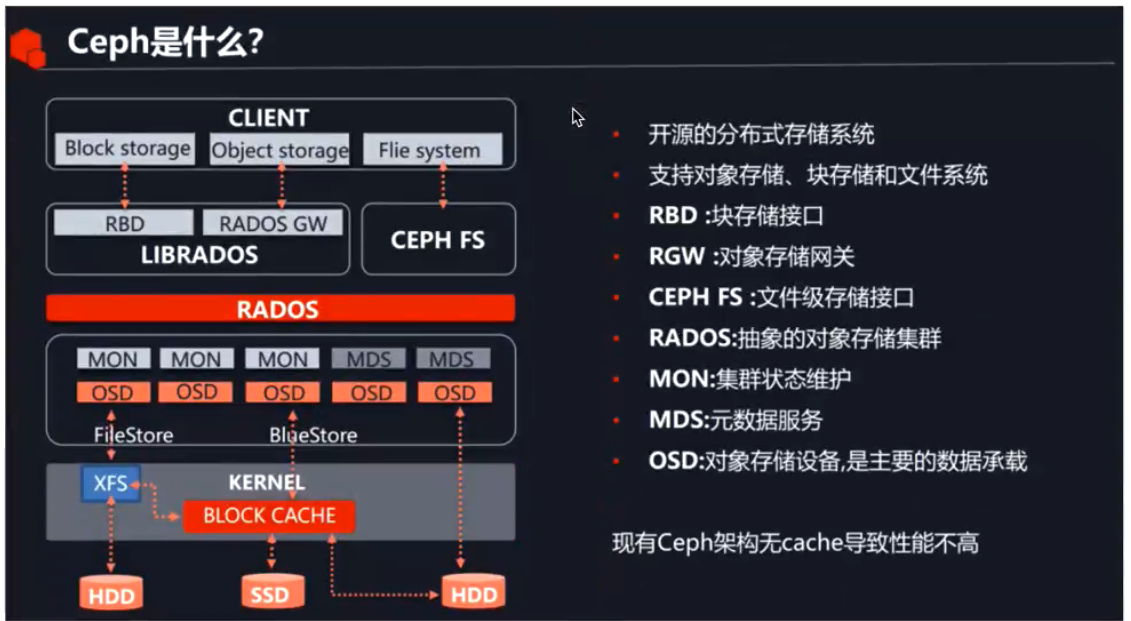 Ceph是什么?
CLIENT
Block storage
Object storage
Flie system
RBD
RADOS GW
LIBRADOS
CEPH FS
RADOS
MON
MON
MON
MDS
MDS
OSD
OSD
OSD
OSD
OSD
FileStore
BlueStore
XFS
KERNEL
BLOCK CACHE
HDD
SSD
HDD
开源的分布式存储系统
支持对象存储、块存储和文件系统
RBD :块存储接口
RGW :对象存储网关
CEPH FS :文件级存储接口
RADOS:抽象的对象存储集群
MON:集群状态维护
MDS:元数据服务
OSD:对象存储设备,是主要的数据承载
现有Ceph架构无cache导致性能不高